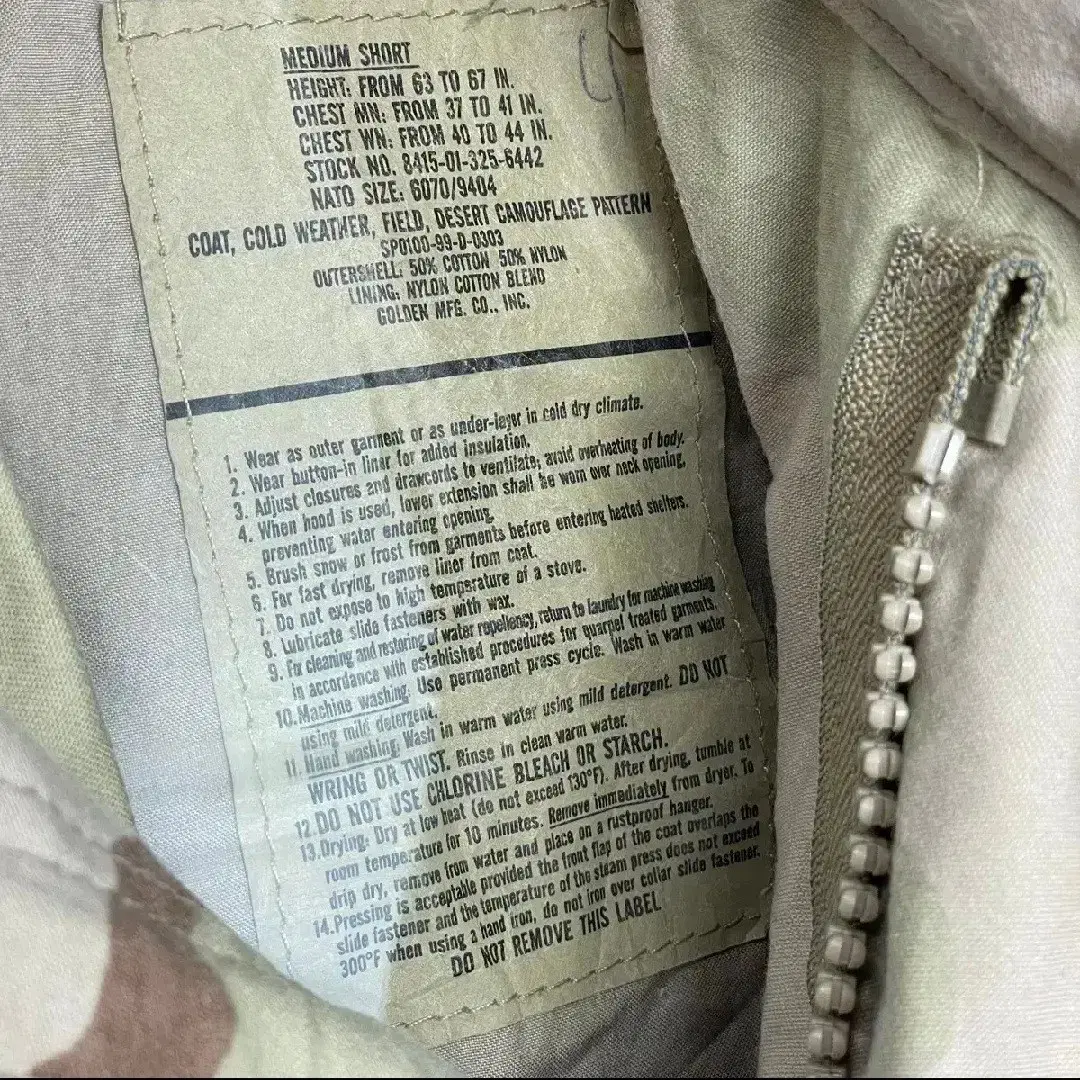 MEDIUM SHORT
HEIGHT: FROM 63 TO 67 IN.
CHEST MN: FROM 37 TO 41 IN.
CHEST WN: FROM 40 TO 44 IN.
STOCK NO. 8415-01-325-6442
NATO SIZE: 6070/9404
COAT, COLD WEATHER, FIELD, DESERT CAMOUFLAGE PATTERN
SP0100-99-D-0303
OUTERSHELL: 50% COTTON 50% NYLON
LINING: NYLON COTTON BLEND
GOLDEN MFG. CO., INC.
1. Wear as outer garment or as under-layer in cold dry climate.
2. Wear button-in liner for added insulation.
3. Adjust closures and drawcords to ventilate, avoid overheating of body.
4. When hood is used, lower extension shall be worn over neck opening,
preventing water entering opening.
5. Brush snow or frost from garments before entering heated shelters.
6. For fast drying, remove liner from coat.
7. Do not expose to high temperature of a stove.
8. Lubricate slide fasteners with wax.
9. For cleaning and restoring of water repellency, return to laundry for machine washing
in accordance with established procedures for quarpel treated garments.
10. Machine washing. Use permanent press cycle. Wash in warm water
using mild detergent.
11. Hand washing: Wash in warm water using mild detergent. DO NOT
WRING OR TWIST. Rinse in clean warm water.
12. DO NOT USE CHLORINE BLEACH OR STARCH.
13. Drying: Dry at low heat (do not exceed 130°F). After drying, tumble at
room temperature for 10 minutes. Remove immediately from dryer. To
drip dry, remove from water and place on a rustproof hanger.
14. Pressing is acceptable provided the front flap of the coat overlaps the
slide fastener and the temperature of the steam press does not exceed
300°F when using a hand iron, do not iron over collar slide fastener.
DO NOT REMOVE THIS LABEL